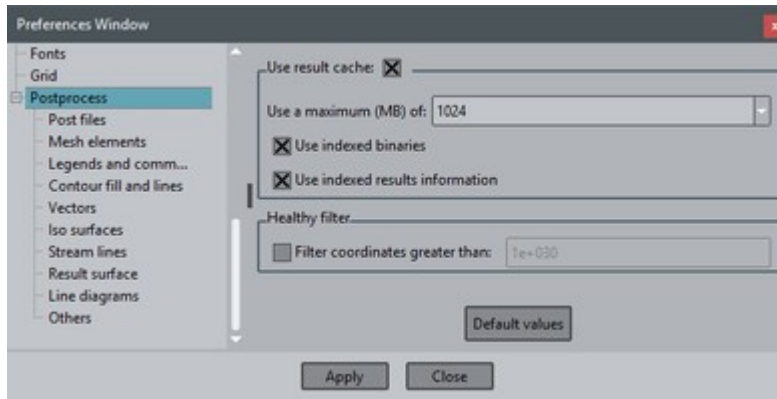 Preferences Window
Fonts
Grid
Postprocess
Post files
Mesh elements
Legends and comm...
Contour fill and lines
Vectors
Iso surfaces
Stream lines
Result surface
Line diagrams
Others
Use result cache:
Use a maximum (MB) of: 1024
Use indexed binaries
Use indexed results information
Healthy filter
Filter coordinates greater than: 1e+030
Default values
Apply Close